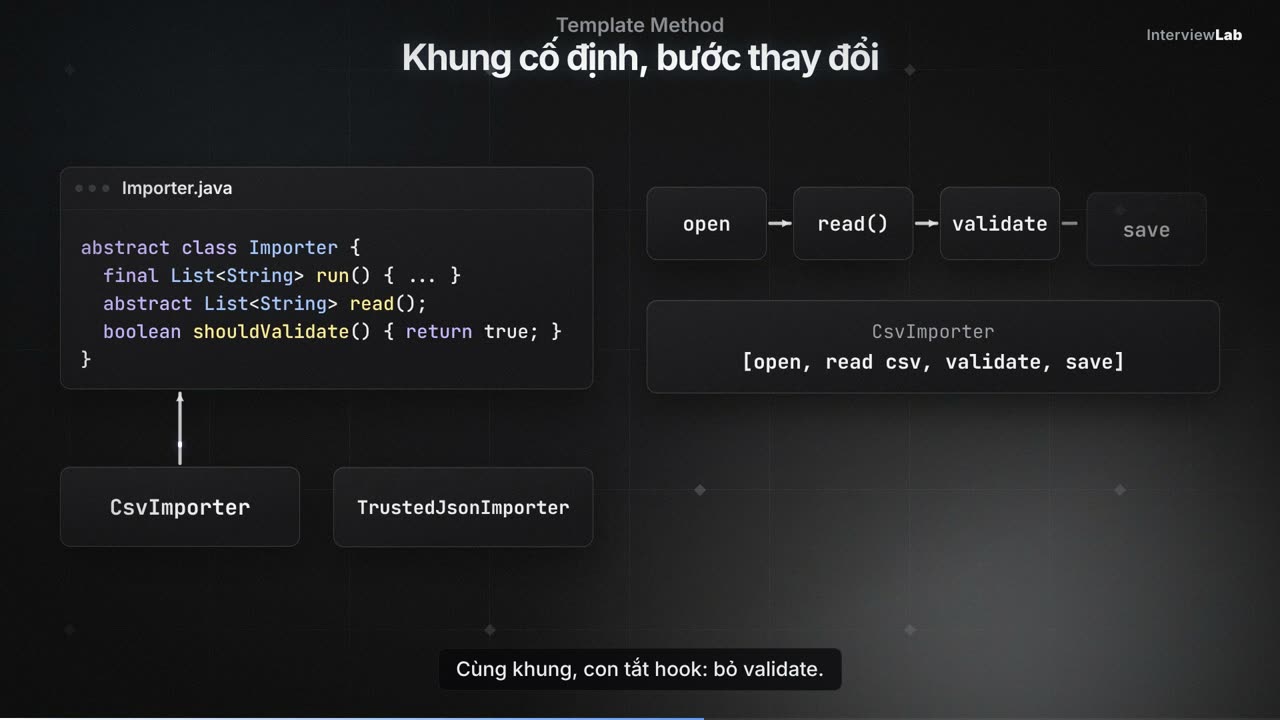 Template Method
Khung cố định, bước thay đổi
InterviewLab
Importer.java
abstract class Importer {
  final List<String> run() { ... }
  abstract List<String> read();
  boolean shouldValidate() { return true; }
}
CsvImporter
TrustedJsonImporter
open
read()
validate
save
CsvImporter
[open, read csv, validate, save]
Cùng khung, con tắt hook: bỏ validate.